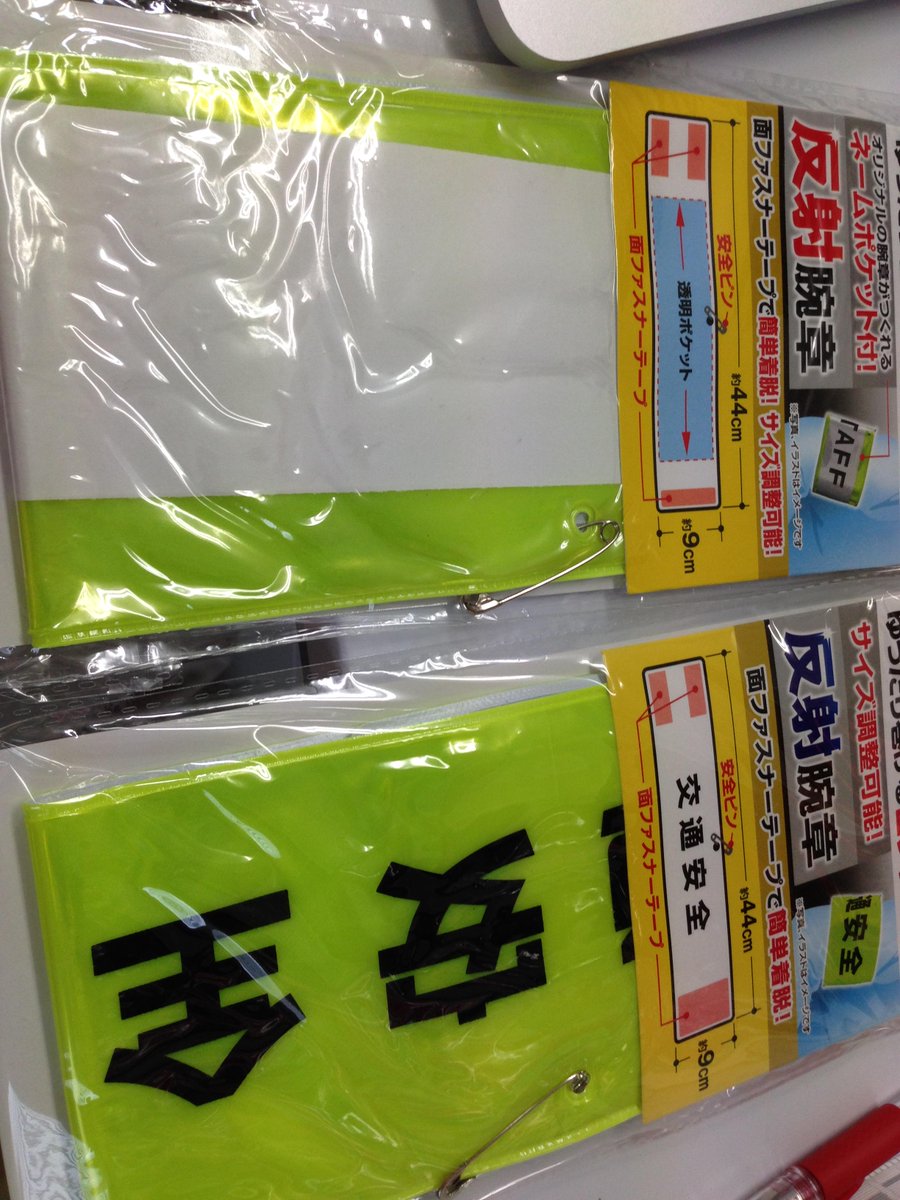 オリジナルの腕章がつくれる
ネームポケット付!
反射腕章
面ファスナーテープで簡単着脱!サイズ調整可能!
安全ピン
透明ポケット
面ファスナーテープ
約44cm
約9cm
「AFF
※写真、イラストはイメージです
サイズ調整可能!
反射腕章
面ファスナーテープで簡単着脱!
安全ピン
交通安全
面ファスナーテープ
約44cm
約9cm
通安全
※写真、イラストはイメージです
安全